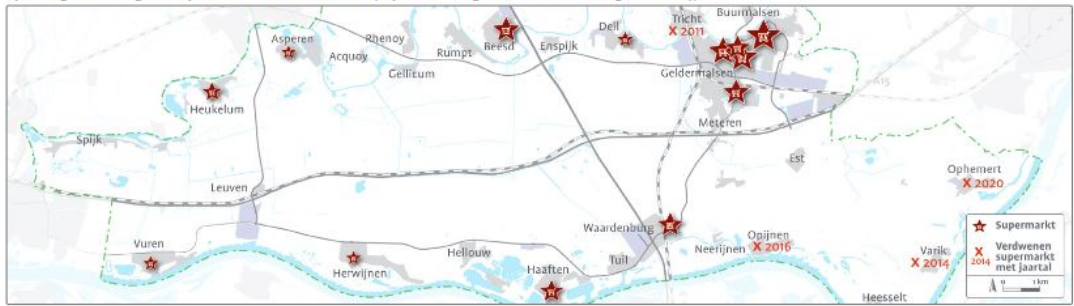 Buurmalsen
Tricht
X 2011
Deil
Asperen
Rhenoy
Beesd
Enspijk
Rumpt
Acquoy
Gellicum
Geldermalsen
A15
Heukelum
Meteren
Spijk
Est
Ophemert
X 2020
Leuven
Waardenburg
Opijnen
X 2016
Neerijnen
Vuren
Hellouw
Tuil
Herwijnen
Haaften
Varik
X 2014
Heesselt
Supermarkt
X
2014
Verdwenen
supermarkt
met jaartal
0 1 km